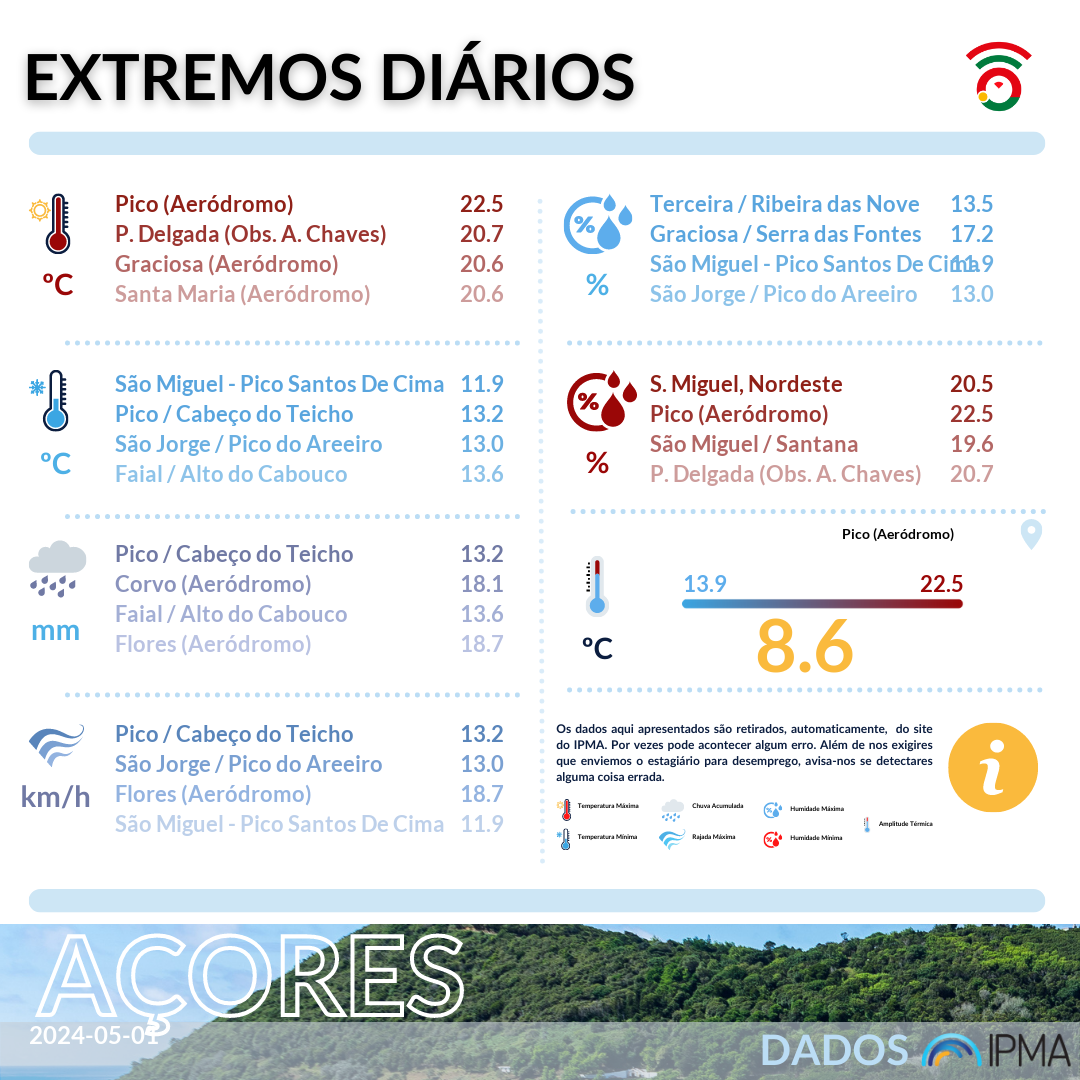 EXTREMOS DIÁRIOS
ºC
Pico (Aeródromo) 22.5
P. Delgada (Obs. A. Chaves) 20.7
Graciosa (Aeródromo) 20.6
Santa Maria (Aeródromo) 20.6
ºC
São Miguel - Pico Santos De Cima 11.9
Pico / Cabeço do Teicho 13.2
São Jorge / Pico do Areeiro 13.0
Faial / Alto do Cabouco 13.6
mm
Pico / Cabeço do Teicho 13.2
Corvo (Aeródromo) 18.1
Faial / Alto do Cabouco 13.6
Flores (Aeródromo) 18.7
km/h
Pico / Cabeço do Teicho 13.2
São Jorge / Pico do Areeiro 13.0
Flores (Aeródromo) 18.7
São Miguel - Pico Santos De Cima 11.9
%
%
Terceira / Ribeira das Nove 13.5
Graciosa / Serra das Fontes 17.2
São Miguel - Pico Santos De Cima 11.9
São Jorge / Pico do Areeiro 13.0
%
%
S. Miguel, Nordeste 20.5
Pico (Aeródromo) 22.5
São Miguel / Santana 19.6
P. Delgada (Obs. A. Chaves) 20.7
Pico (Aeródromo)
13.9 22.5
8.6
ºC
Os dados aqui apresentados são retirados, automaticamente, do site
do IPMA. Por vezes pode acontecer algum erro. Além de nos exigires
que enviemos o estagiário para desemprego, avisa-nos se detectares
alguma coisa errada.
i
Temperatura Máxima Chuva Acumulada Humidade Máxima
Amplitude Térmica
Temperatura Mínima Rajada Máxima Humidade Mínima
AÇORES
2024-05-01
DADOS IPMA